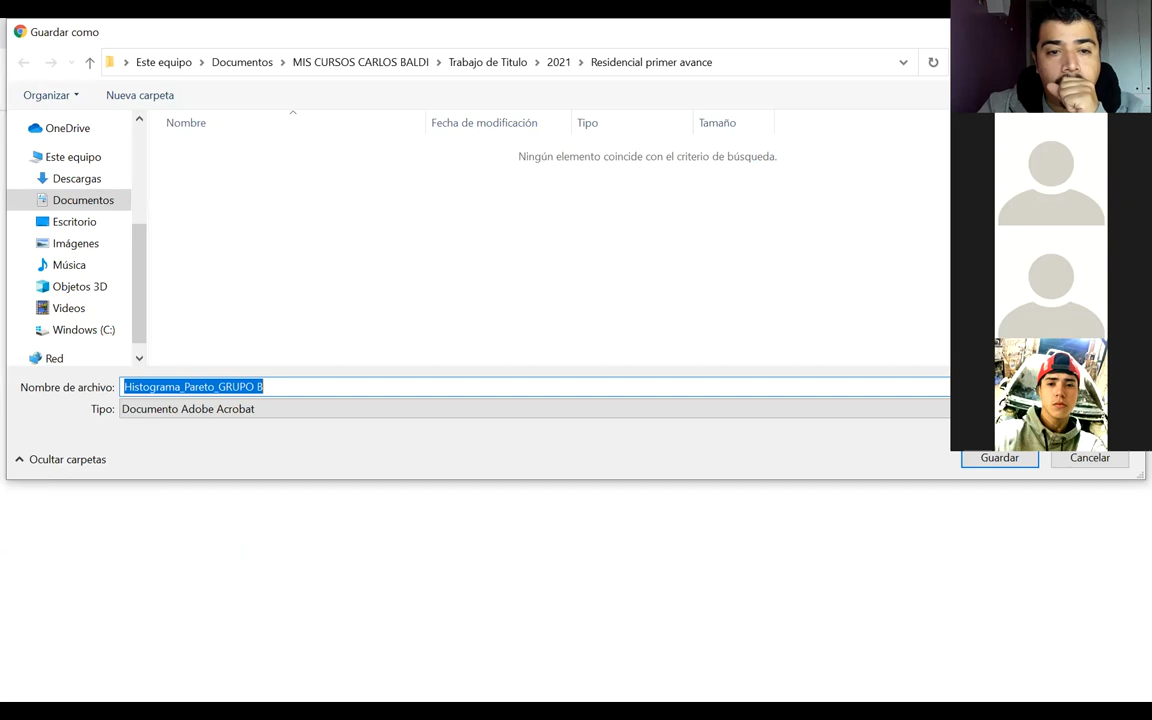 Guardar como
Este equipo > Documentos > MIS CURSOS CARLOS BALDI > Trabajo de Titulo > 2021 > Residencial primer avance
Organizar Nueva carpeta
Nombre Fecha de modificación Tipo Tamaño
Ningún elemento coincide con el criterio de búsqueda.
OneDrive
Este equipo
Descargas
Documentos
Escritorio
Imágenes
Música
Objetos 3D
Videos
Windows (C:)
Red
Nombre de archivo: Histograma_Pareto_GRUPO B
Tipo: Documento Adobe Acrobat
Ocultar carpetas Guardar Cancelar